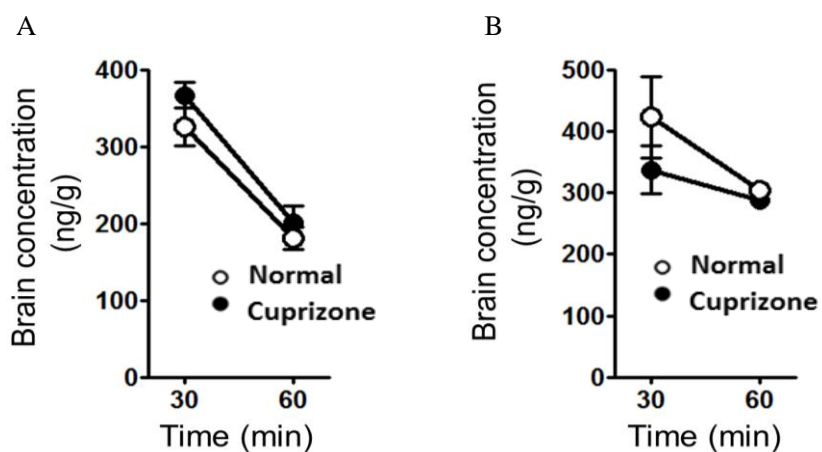 A
Brain concentration
(ng/g)
400
300
200
100
0
Normal
Cuprizone
30 60
Time (min)
B
Brain concentration
(ng/g)
500
400
300
200
100
0
Normal
Cuprizone
30 60
Time (min)